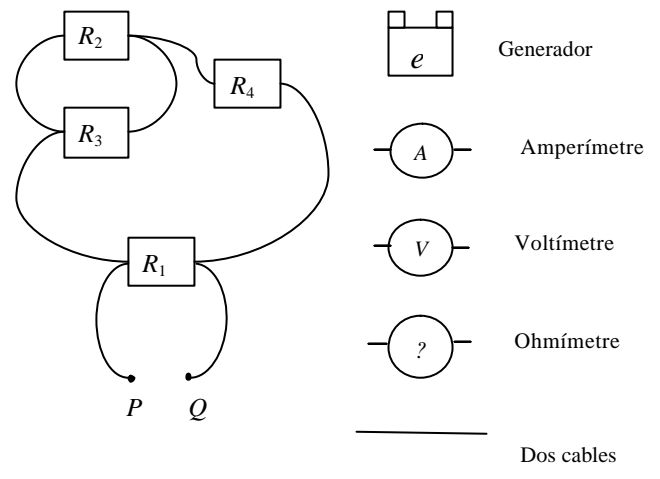 R₂
R₄
R₃
R₁
P Q
e Generador
A Amperímetre
V Voltímetre
? Ohmímetre
Dos cables